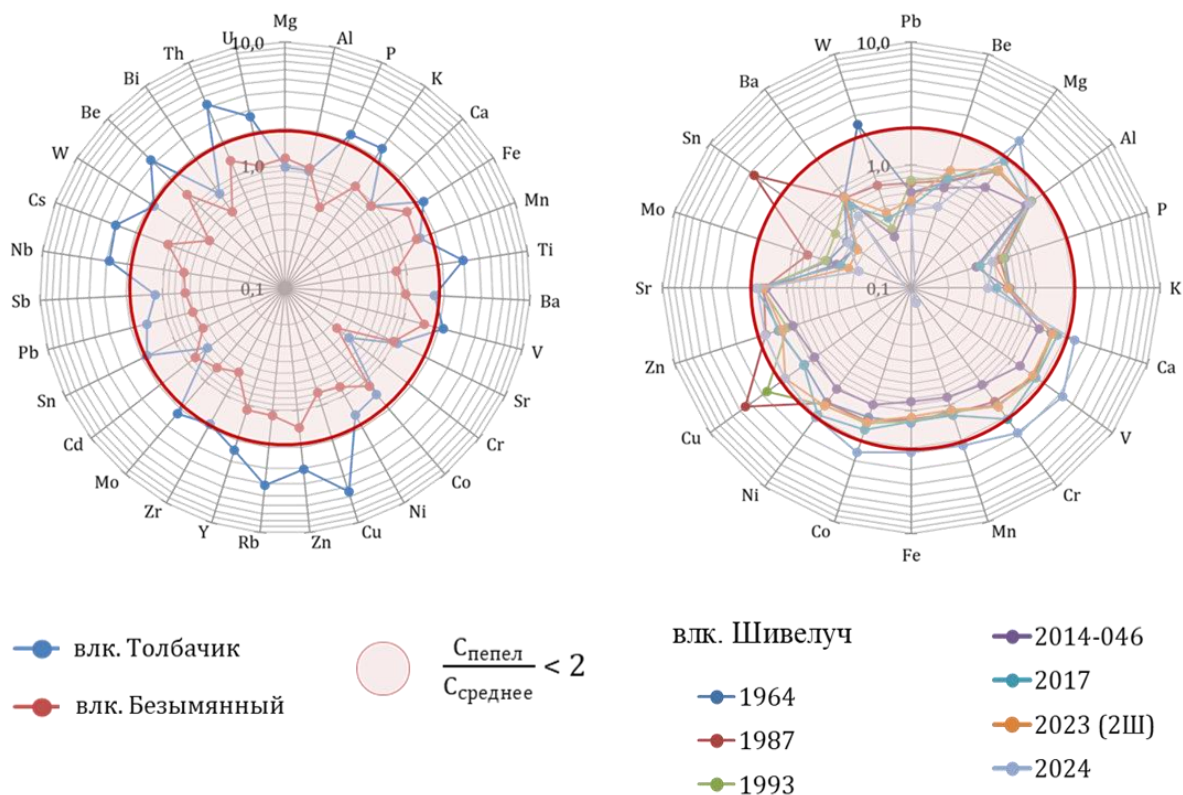 Mg
Al
P
K
Ca
Fe
Mn
Ti
Ba
V
Sr
Cr
Co
Ni
Cu
Zn
Rb
Y
Zr
Mo
Cd
Sn
Pb
Sb
Nb
Cs
W
Be
Bi
Th
U
10,0
1,0
0,1
Pb
Be
Mg
Al
P
K
Ca
V
Cr
Mn
Fe
Co
Ni
Cu
Zn
Sr
Mo
Sn
Ba
W
10,0
1,0
0,1
влк. Толбачик
влк. Безымянный
Cпепел
Cсреднее
< 2
влк. Шивелуч
1964
1987
1993
2014-046
2017
2023 (2Ш)
2024